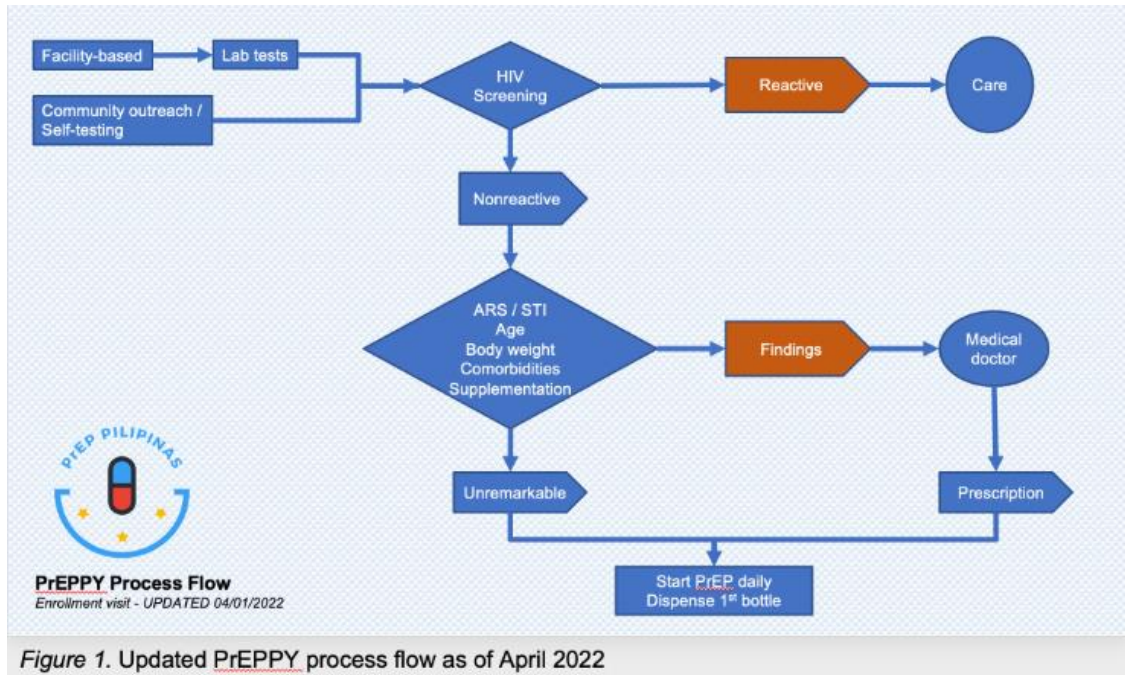 Facility-based
Lab tests
Community outreach /
Self-testing
HIV
Screening
Reactive
Care
Nonreactive
ARS / STI
Age
Body weight
Comorbidities
Supplementation
Findings
Medical
doctor
Unremarkable
Prescription
Start PrEP daily
Dispense 1st bottle
PrEP PILIPINAS
PrEPPY Process Flow
Enrollment visit - UPDATED 04/01/2022
Figure 1. Updated PrEPPY process flow as of April 2022